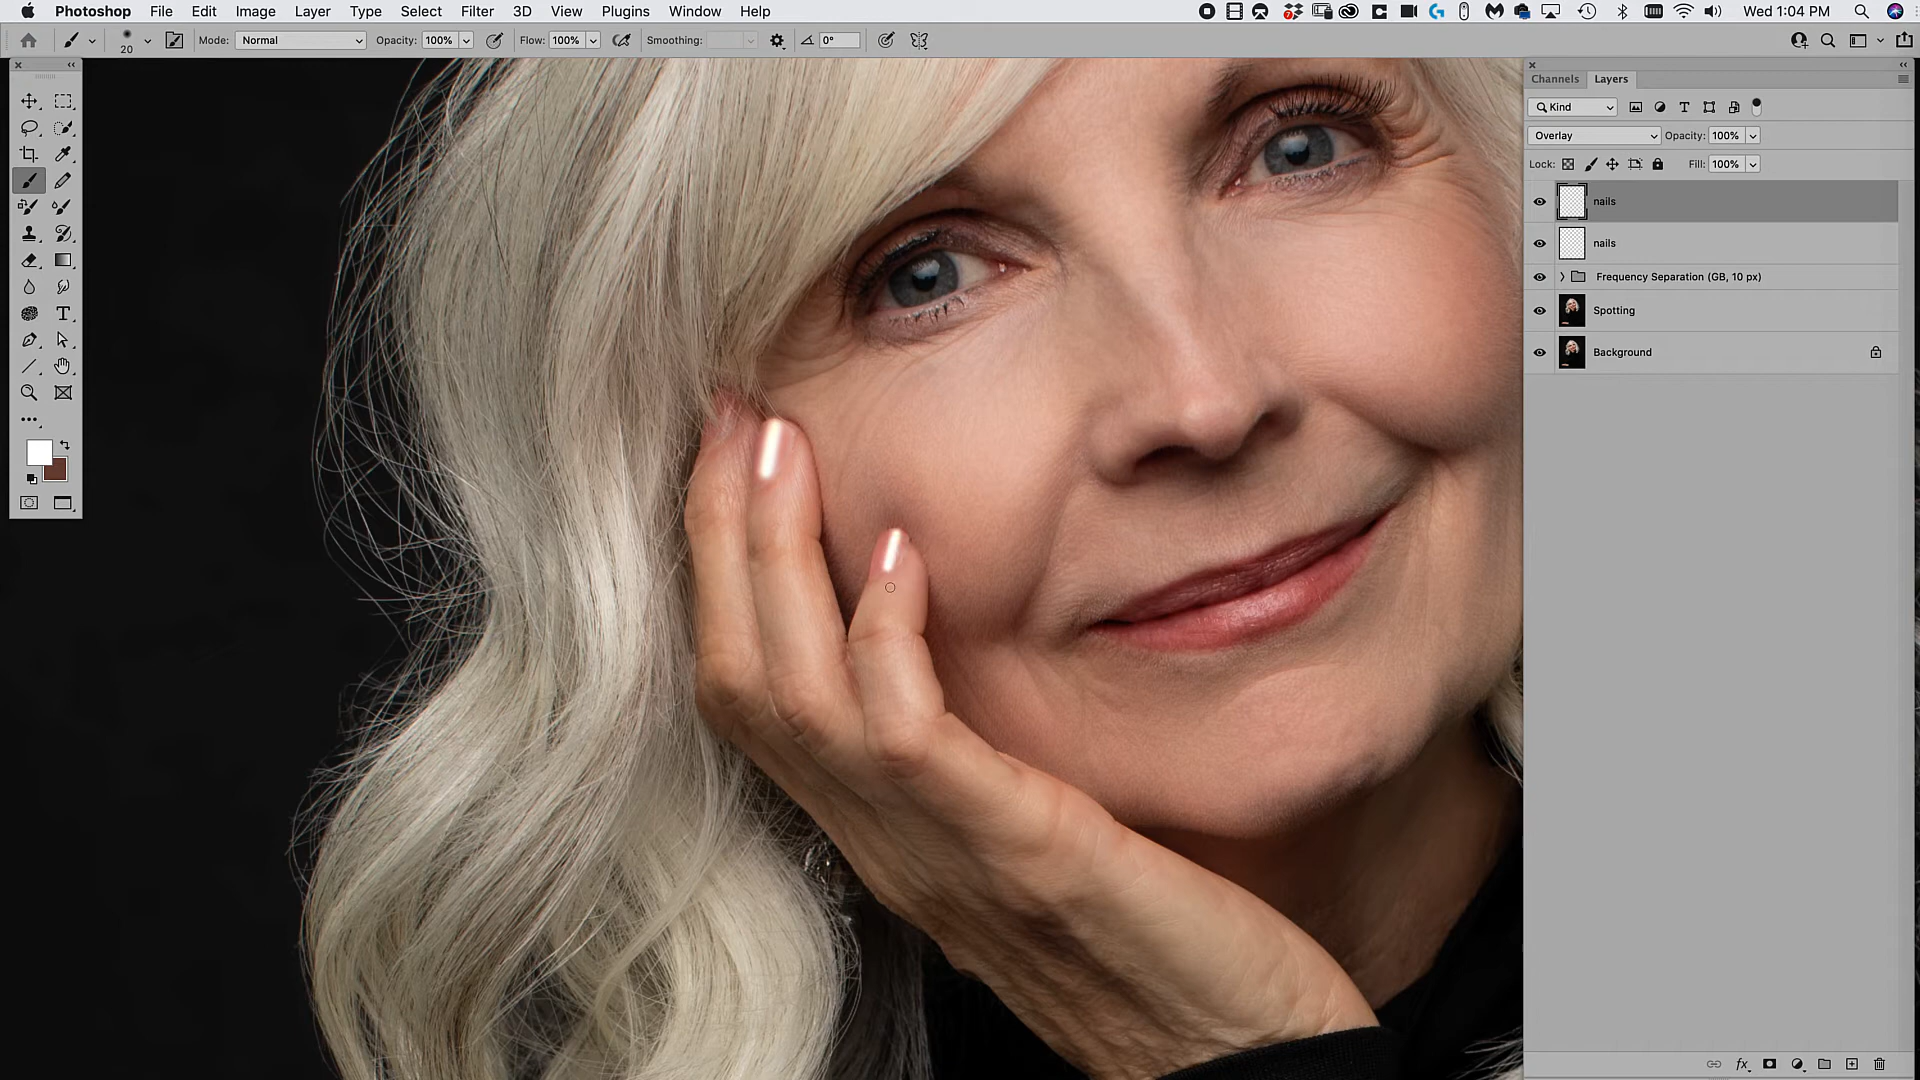 Photoshop File Edit Image Layer Type Select Filter 3D View Plugins Window Help Wed 1:04 PM
20 Mode: Normal Opacity: 100% Flow: 100% Smoothing: 0°
Channels Layers
Kind
Overlay Opacity: 100%
Lock: Fill: 100%
nails
nails
Frequency Separation (GB, 10 px)
Spotting
Background
fx